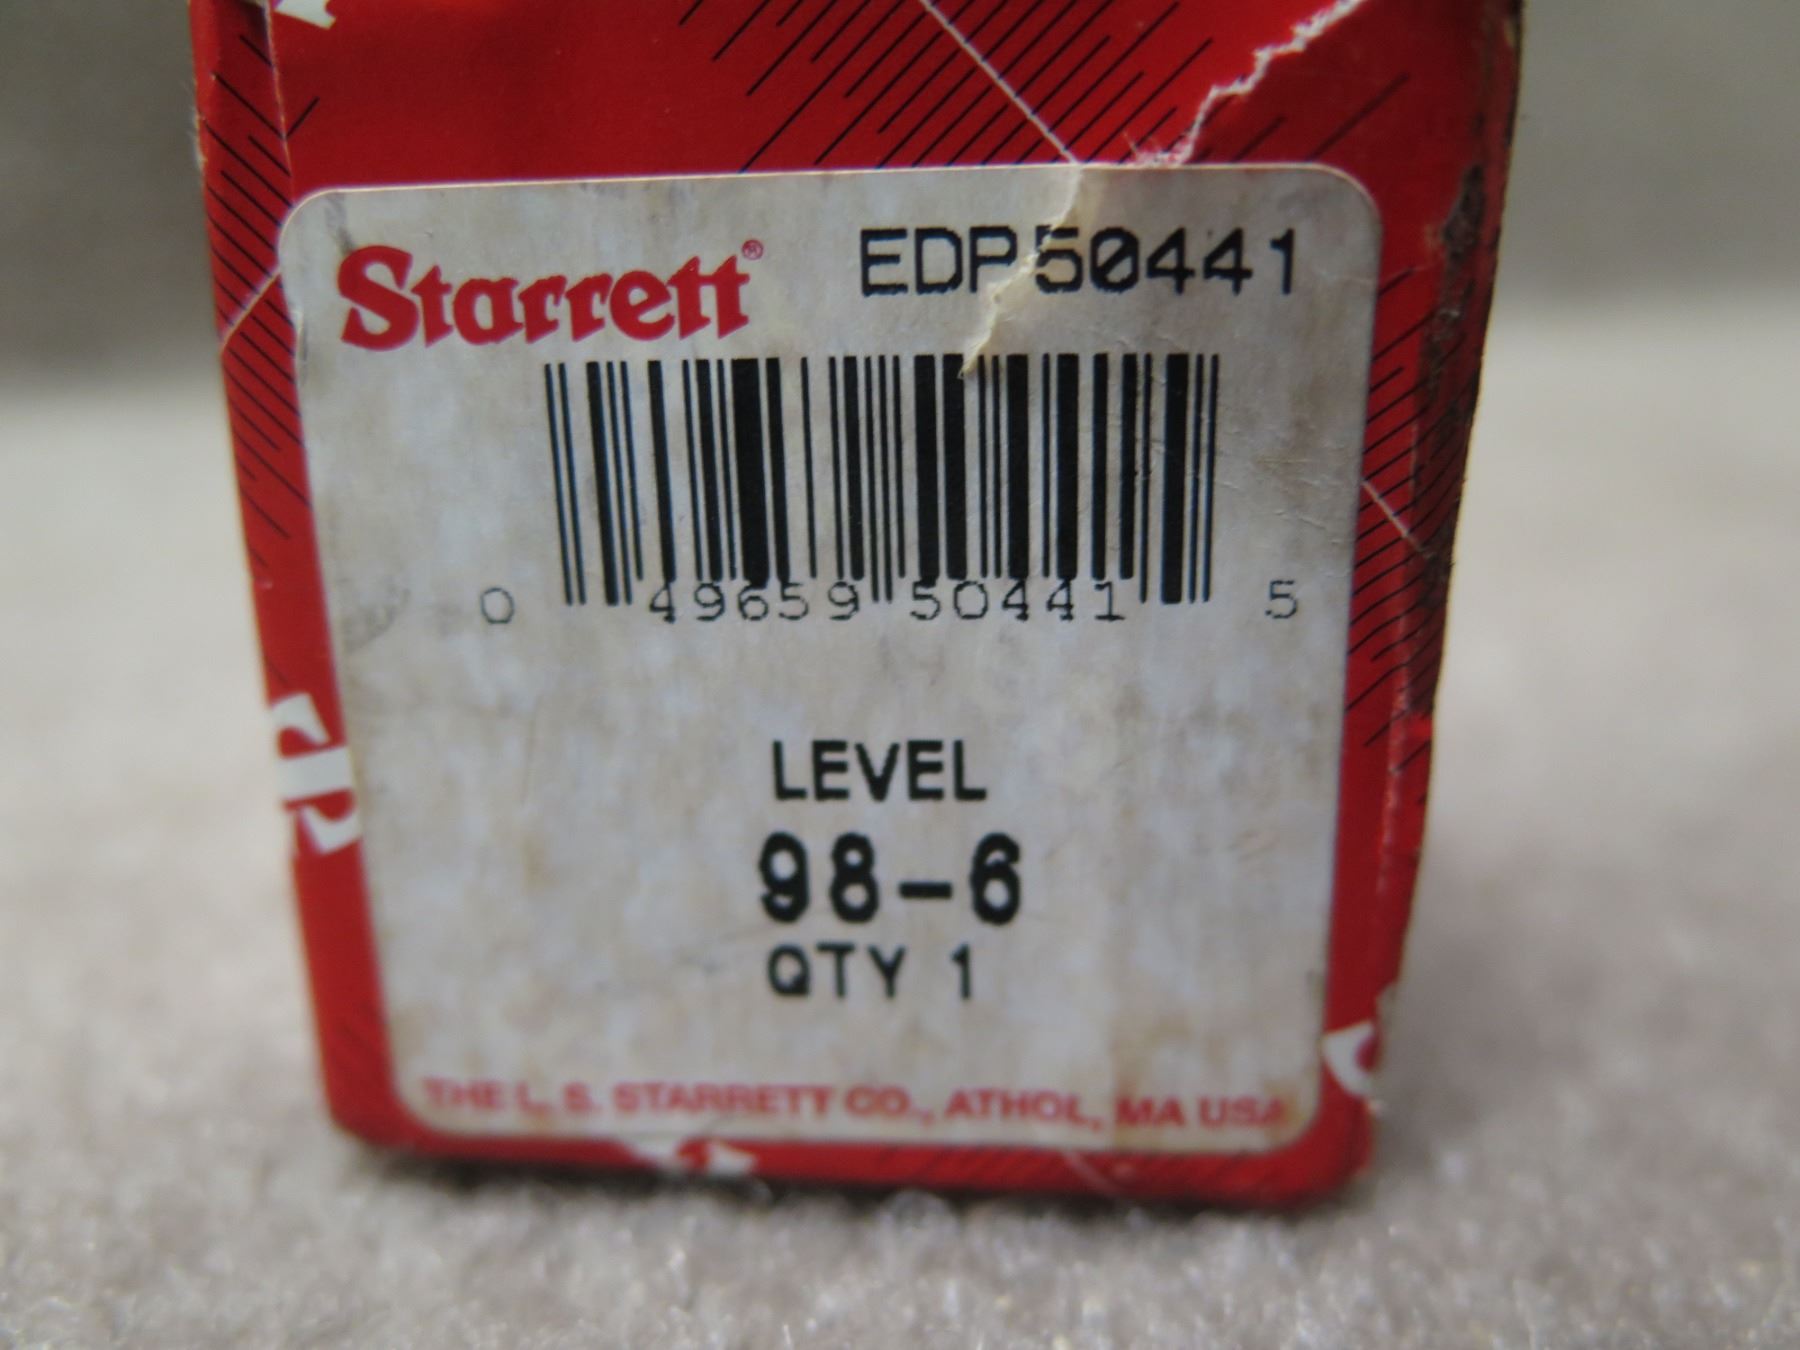 Starrett® EDP 50441
0 49659 50441 5
LEVEL
98-6
QTY 1
THE L. S. STARRETT CO., ATHOL, MA USA